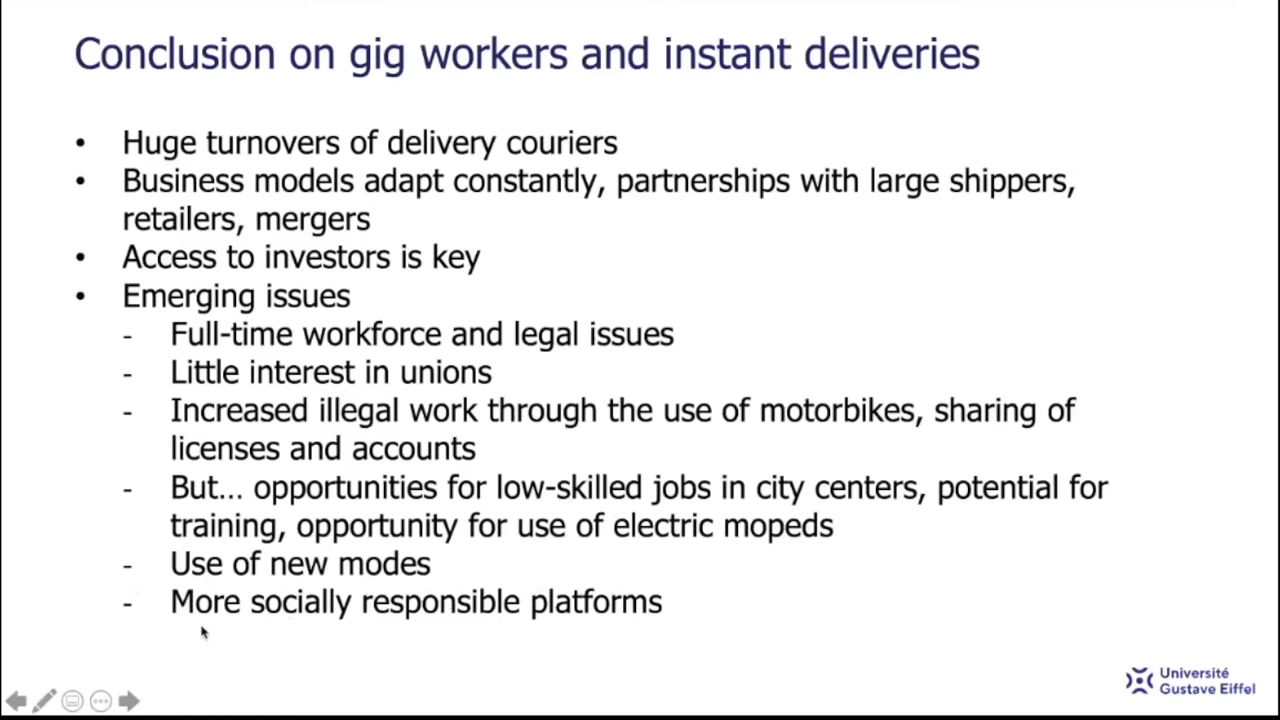 Conclusion on gig workers and instant deliveries
• Huge turnovers of delivery couriers
• Business models adapt constantly, partnerships with large shippers,
retailers, mergers
• Access to investors is key
• Emerging issues
- Full-time workforce and legal issues
- Little interest in unions
- Increased illegal work through the use of motorbikes, sharing of
licenses and accounts
- But... opportunities for low-skilled jobs in city centers, potential for
training, opportunity for use of electric mopeds
- Use of new modes
- More socially responsible platforms
Université
Gustave Eiffel